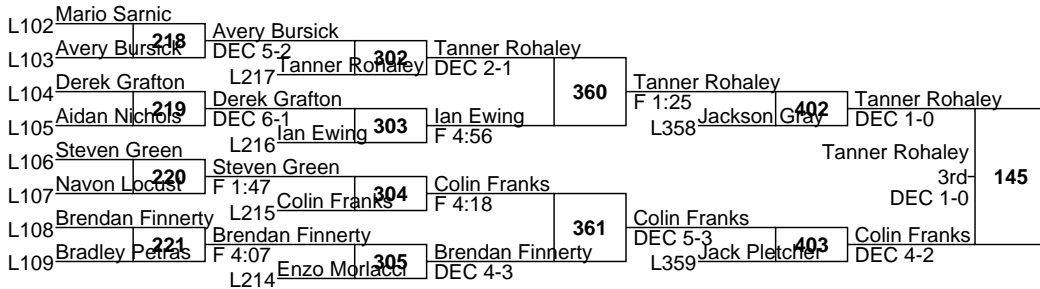 Mario Sarnic
L102
218
Avery Bursick
L103
Avery Bursick
DEC 5-2
302
Tanner Rohaley
L217
Tanner Rohaley
DEC 2-1
Derek Grafton
L104
219
360
Tanner Rohaley
Aidan Nichols
L105
Derek Grafton
DEC 6-1
303
Ian Ewing
L216
Ian Ewing
F 4:56
F 1:25
L358
Jackson Gray
402
Tanner Rohaley
DEC 1-0
Steven Green
L106
220
Navon Locust
L107
Steven Green
F 1:47
304
Colin Franks
L215
Colin Franks
F 4:18
Tanner Rohaley
3rd
DEC 1-0
145
Brendan Finnerty
L108
221
361
Colin Franks
Bradley Petras
L109
Brendan Finnerty
F 4:07
305
Enzo Morlacci
L214
Brendan Finnerty
DEC 4-3
DEC 5-3
L359
Jack Pletcher
403
Colin Franks
DEC 4-2